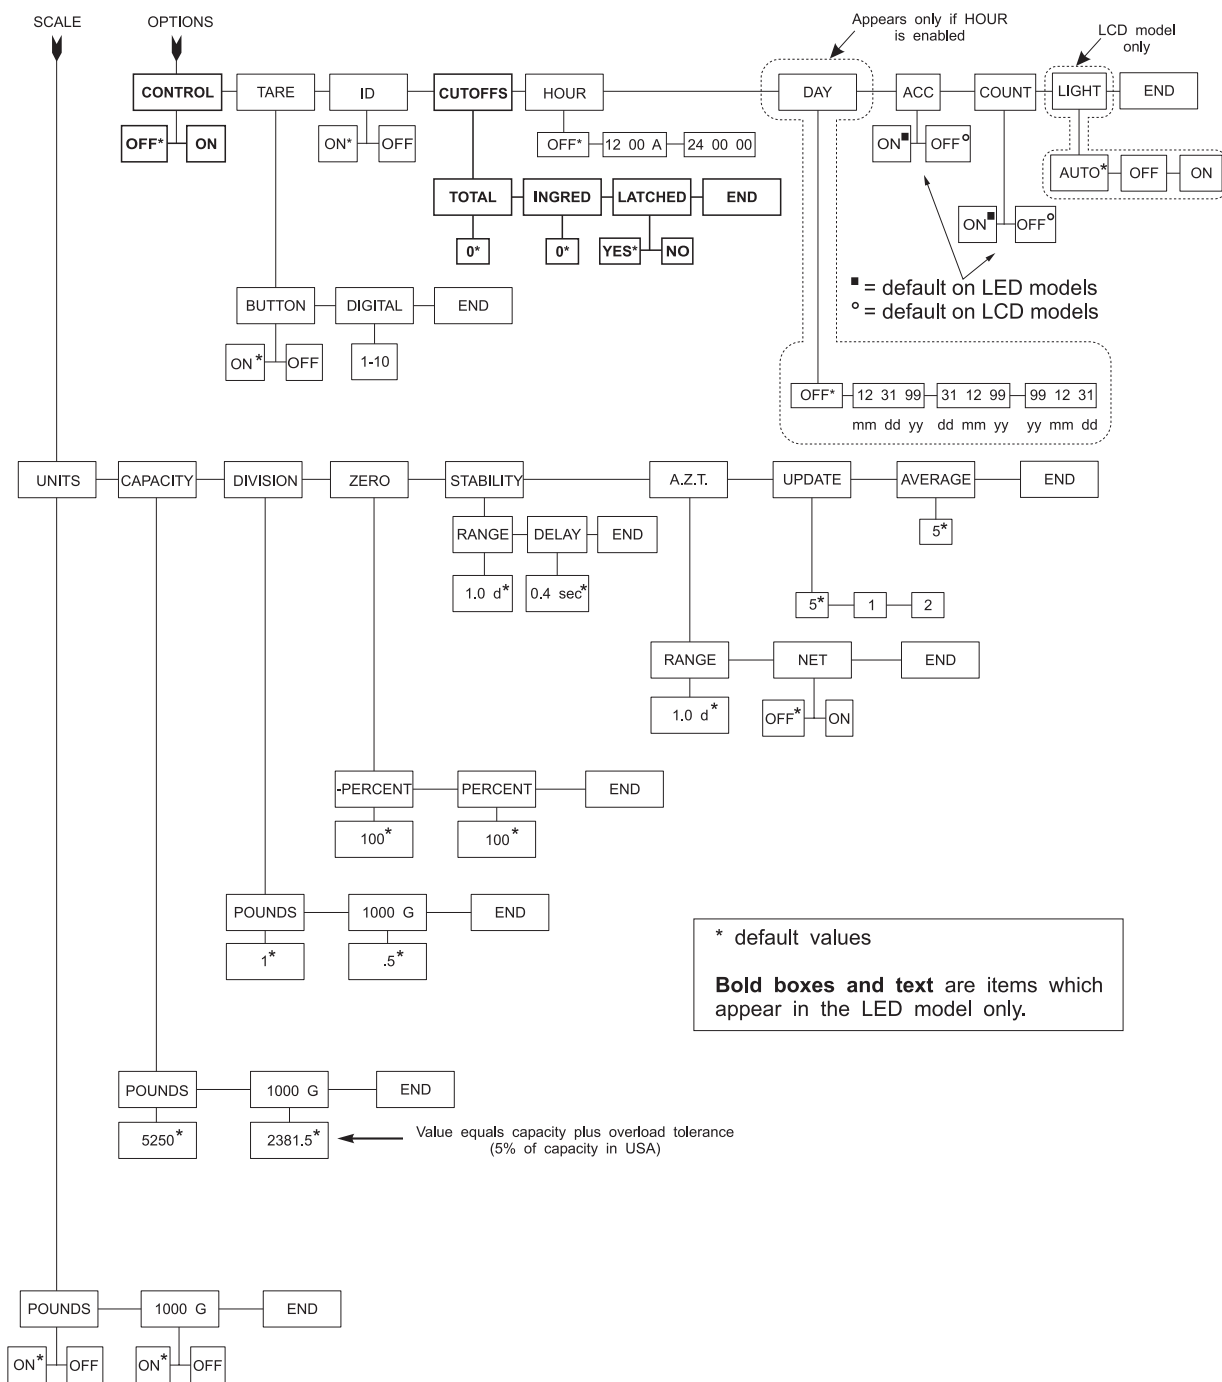 SCALE
OPTIONS
Appears only if HOUR
is enabled
LCD model
only
CONTROL TARE ID CUTOFFS HOUR DAY ACC COUNT LIGHT END
OFF* ON ON* OFF OFF* 12 00 A 24 00 00 ON■ OFF° AUTO* OFF ON
TOTAL INGRED LATCHED END
ON■ OFF°
0* 0* YES* NO
■ = default on LED models
° = default on LCD models
BUTTON DIGITAL END
ON* OFF 1-10
OFF* 12 31 99 31 12 99 99 12 31
mm dd yy dd mm yy yy mm dd
UNITS CAPACITY DIVISION ZERO STABILITY A.Z.T. UPDATE AVERAGE END
RANGE DELAY END 5*
1.0 d* 0.4 sec* 5* 1 2
RANGE NET END
1.0 d* OFF* ON
-PERCENT PERCENT END
100* 100*
POUNDS 1000 G END
1* .5*
* default values
Bold boxes and text are items which
appear in the LED model only.
POUNDS 1000 G END
5250* 2381.5*
Value equals capacity plus overload tolerance
(5% of capacity in USA)
POUNDS 1000 G END
ON* OFF ON* OFF